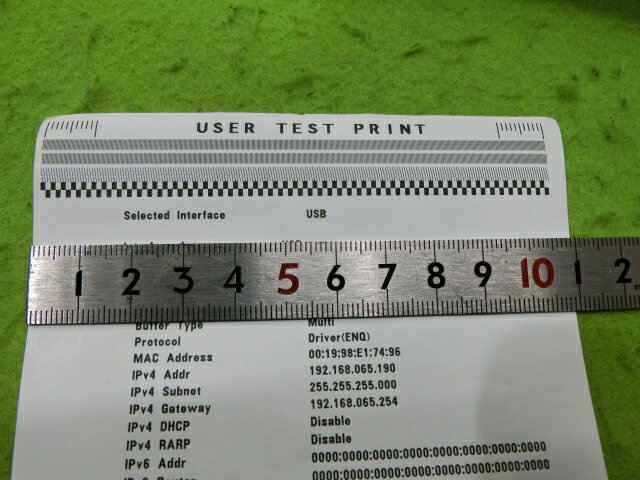 USER TEST PRINT
Selected Interface USB
1 2 3 4 5 6 7 8 9 10 1 2
Buffer Type Multi
Protocol Driver(ENQ)
MAC Address 00:19:98:E1:74:96
IPv4 Addr 192.168.065.190
IPv4 Subnet 255.255.255.000
IPv4 Gateway 192.168.065.254
IPv4 DHCP Disable
IPv4 RARP Disable
IPv6 Addr 0000:0000:0000:0000:0000:0000:0000:0000
0000:0000:0000:0000:0000:0000:0000:0000